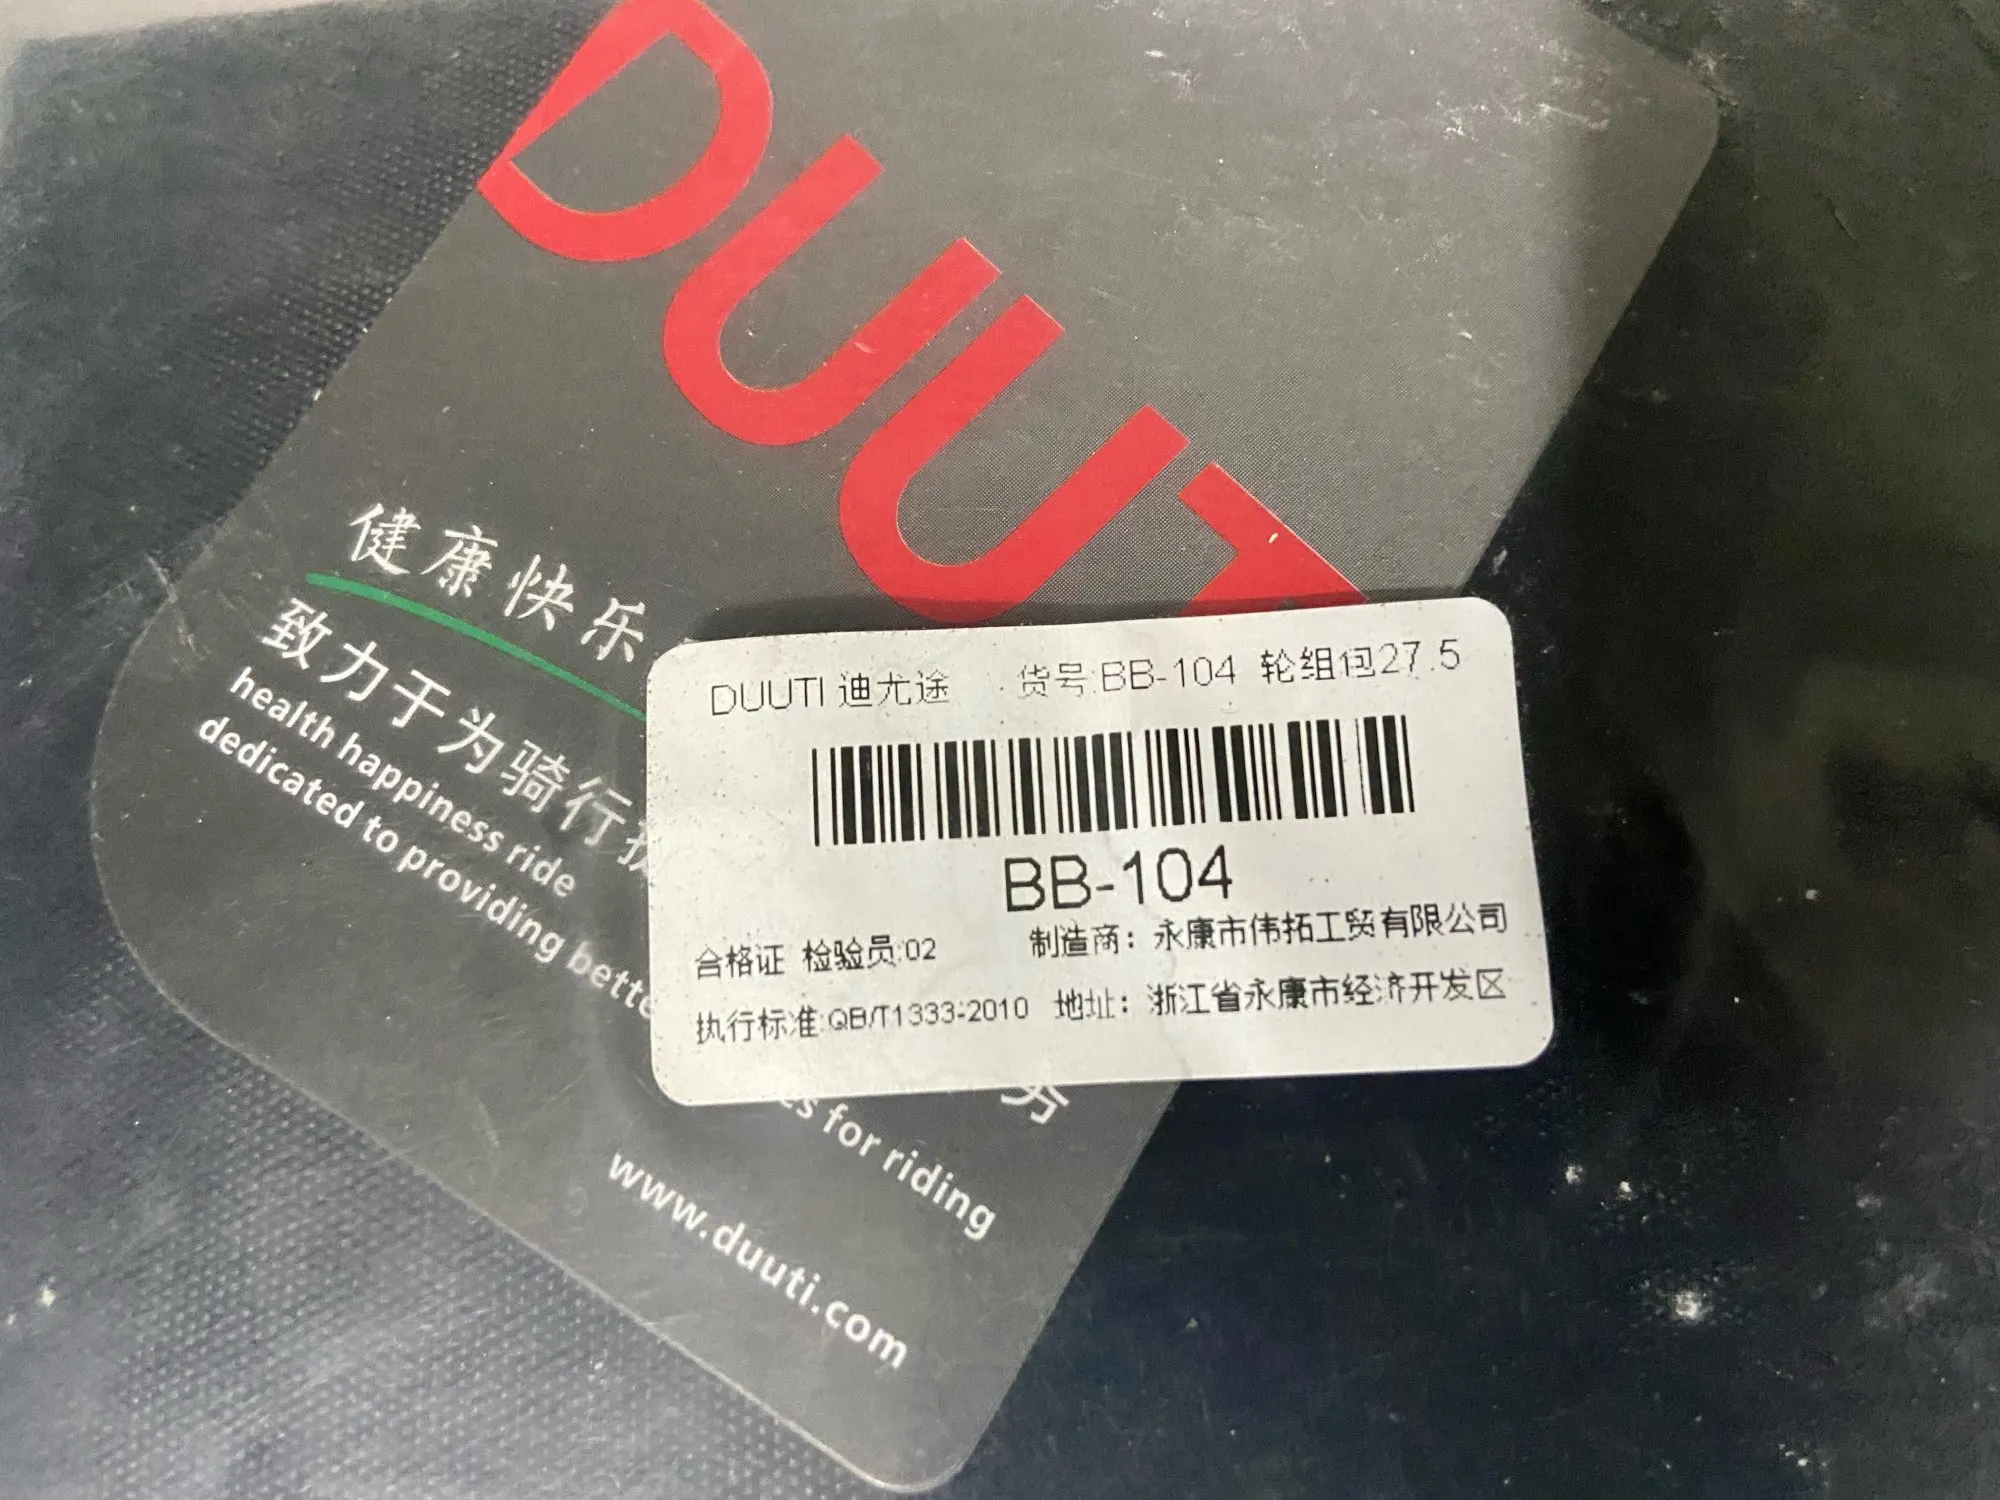 DUUT
健康快乐
致力于为骑行
health happiness ride
dedicated to providing
for riding
www.duuti.com
DUUTI 迪尤途 货号:BB-104 轮组包27.5
BB-104
合格证 检验员:02 制造商：永康市伟拓工贸有限公司
执行标准:QB/T1333-2010 地址：浙江省永康市经济开发区